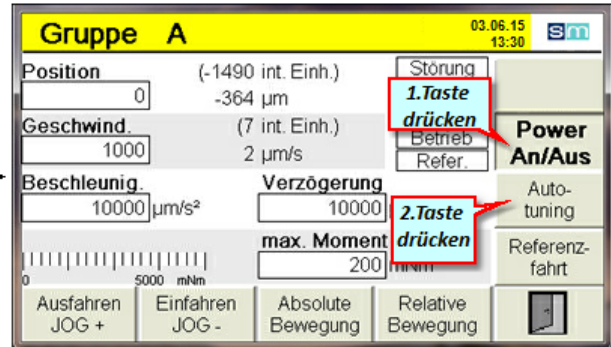 Gruppe A
03.06.15
13:30
sm
Position
(-1490 int. Einh.)
Störung
0
-364 µm
1.Taste
drücken
Geschwind.
(7 int. Einh.)
Betrieb
Power
An/Aus
1000
2 µm/s
Refer.
Beschleunig.
Verzögerung
Auto-
tuning
10000 µm/s²
10000
2.Taste
drücken
max. Moment
200 mNm
Referenz-
fahrt
0
5000 mNm
Ausfahren
JOG +
Einfahren
JOG -
Absolute
Bewegung
Relative
Bewegung